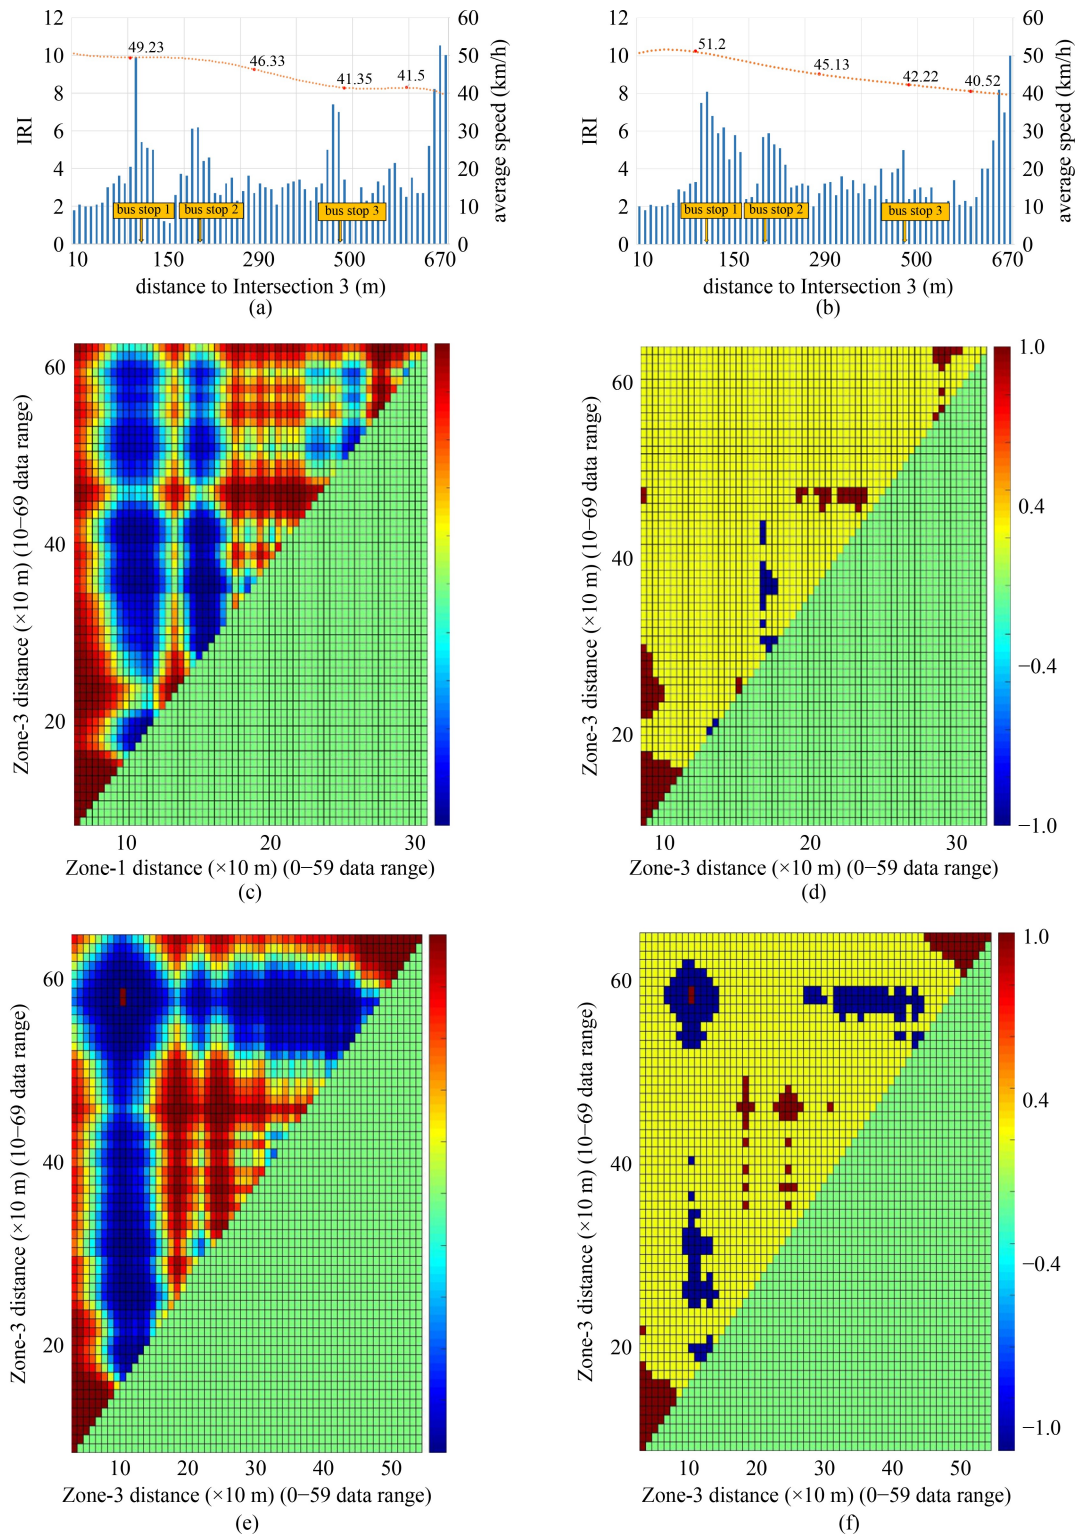 12
10
8
6
4
2
0
IRI
49.23
46.33
41.35
41.5
bus stop 1
bus stop 2
bus stop 3
60
50
40
30
20
10
0
average speed (km/h)
10 150 290 500 670
distance to Intersection 3 (m)
(a)
12
10
8
6
4
2
0
IRI
51.2
45.13
42.22
40.52
bus stop 1
bus stop 2
bus stop 3
60
50
40
30
20
10
0
average speed (km/h)
10 150 290 500 670
distance to Intersection 3 (m)
(b)
Zone-3 distance (×10 m) (10−69 data range)
60
40
20
10 20 30
Zone-1 distance (×10 m) (0−59 data range)
(c)
Zone-3 distance (×10 m) (10−69 data range)
60
40
20
10 20 30
Zone-3 distance (×10 m) (0−59 data range)
(d)
1.0
0.4
−0.4
−1.0
Zone-3 distance (×10 m) (10−69 data range)
60
40
20
10 20 30 40 50
Zone-3 distance (×10 m) (0−59 data range)
(e)
Zone-3 distance (×10 m) (10−69 data range)
60
40
20
10 20 30 40 50
Zone-3 distance (×10 m) (0−59 data range)
(f)
1.0
0.4
−0.4
−1.0